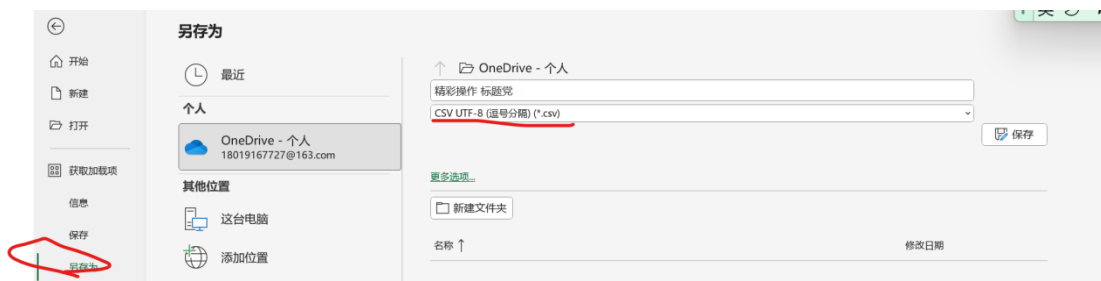 另存为
开始
新建
打开
获取加载项
信息
保存
另存为
最近
个人
OneDrive - 个人
18019167727@163.com
其他位置
这台电脑
添加位置
OneDrive - 个人
精彩操作 标题党
CSV UTF-8 (逗号分隔) (*.csv)
保存
更多选项...
新建文件夹
名称 ↑
修改日期
英